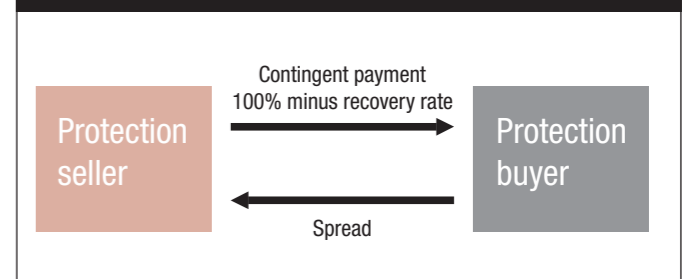 Contingent payment
100% minus recovery rate
Protection
seller
Protection
buyer
Spread